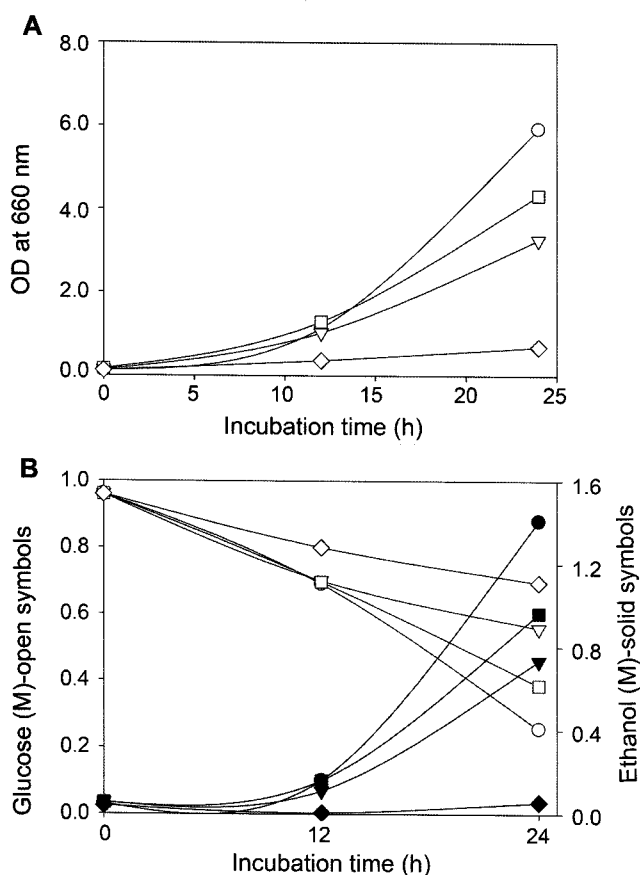 A
8.0
6.0
4.0
2.0
0.0
OD at 660 nm
0 5 10 15 20 25
Incubation time (h)
B
1.0
0.8
0.6
0.4
0.2
0.0
Glucose (M)-open symbols
1.6
1.2
0.8
0.4
0.0
Ethanol (M)-solid symbols
0 12 24
Incubation time (h)